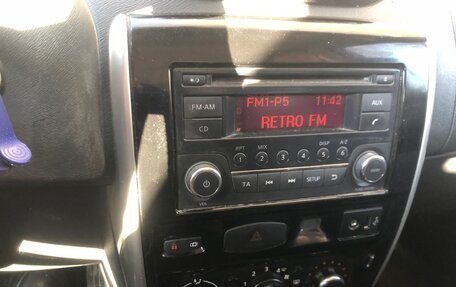 FM1-P5 11:42
RETRO FM
FM-AM AUX
CD
RPT MIX DISP A-Z
1 2 3 4 5 6
TA SETUP
VOL